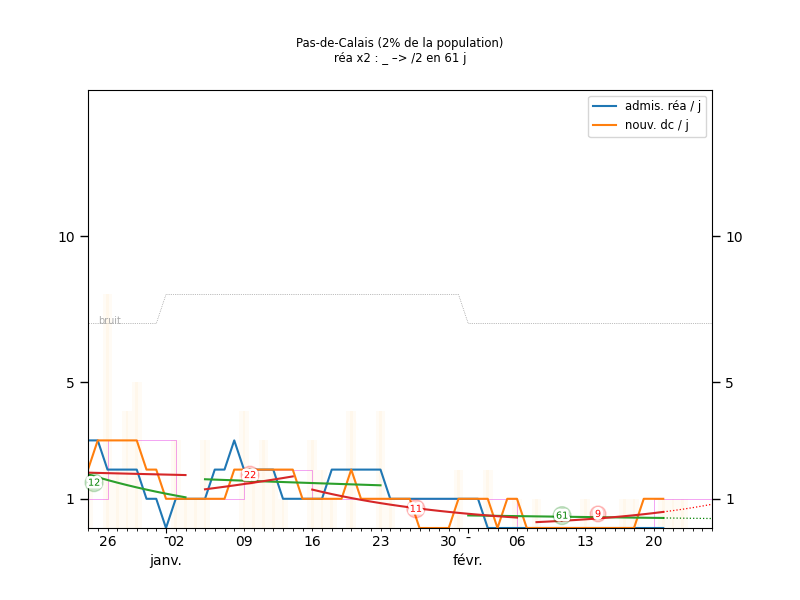 Pas-de-Calais (2% de la population)
réa x2 : _ –> /2 en 61 j
admis. réa / j
nouv. dc / j
10
10
bruit
5
5
12
22
11
61
9
1
1
26
02
09
16
23
30
06
13
20
janv.
févr.